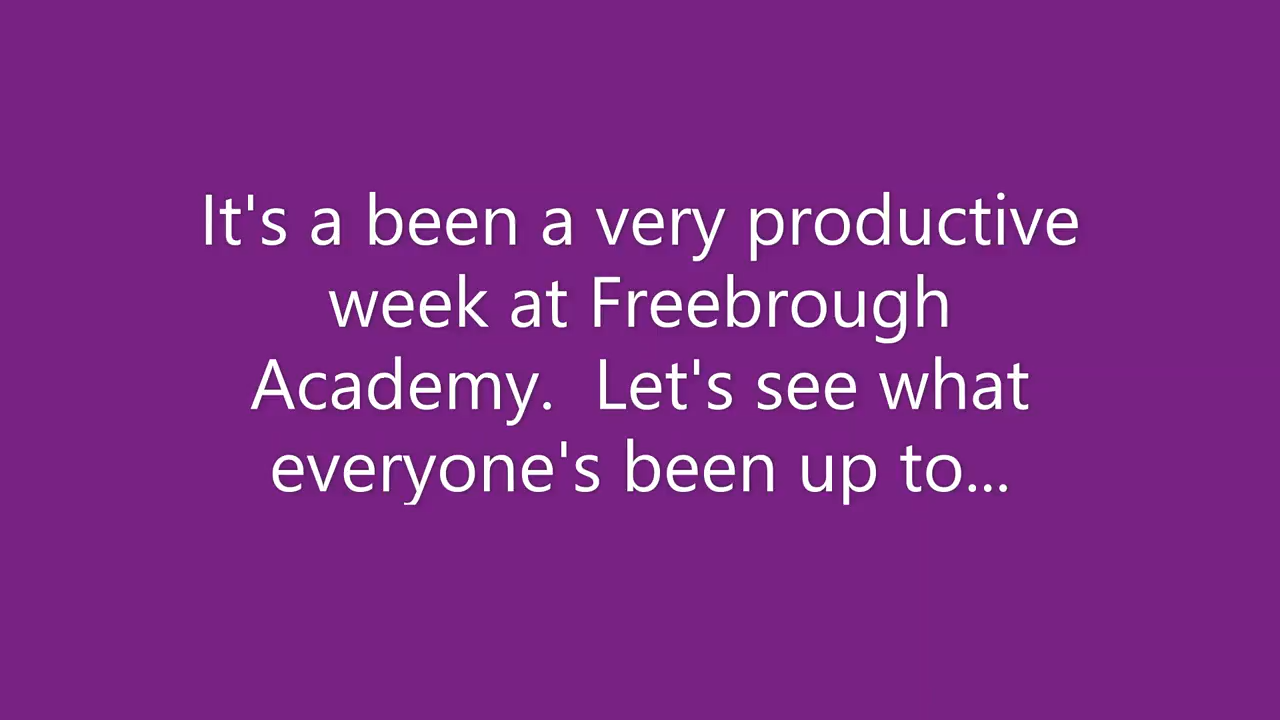 It's a been a very productive
week at Freebrough
Academy.  Let's see what
everyone's been up to...